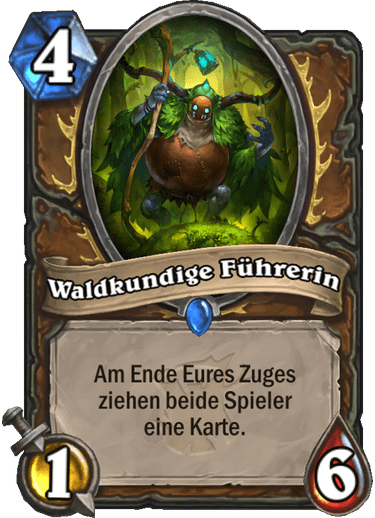 4
Waldkundige Führerin
Am Ende Eures Zuges
ziehen beide Spieler
eine Karte.
1
6